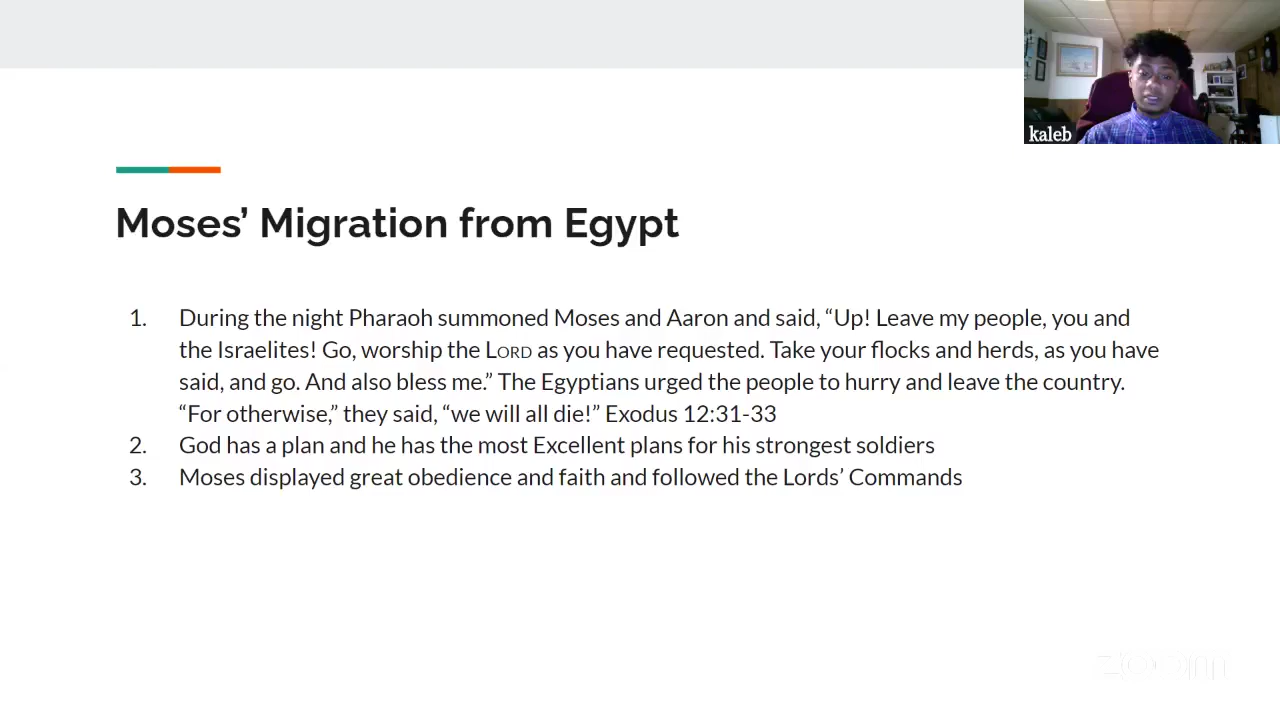 kaleb
Moses’ Migration from Egypt
1. During the night Pharaoh summoned Moses and Aaron and said, “Up! Leave my people, you and
the Israelites! Go, worship the LORD as you have requested. Take your flocks and herds, as you have
said, and go. And also bless me.” The Egyptians urged the people to hurry and leave the country.
“For otherwise,” they said, “we will all die!” Exodus 12:31-33
2. God has a plan and he has the most Excellent plans for his strongest soldiers
3. Moses displayed great obedience and faith and followed the Lords’ Commands
zoom